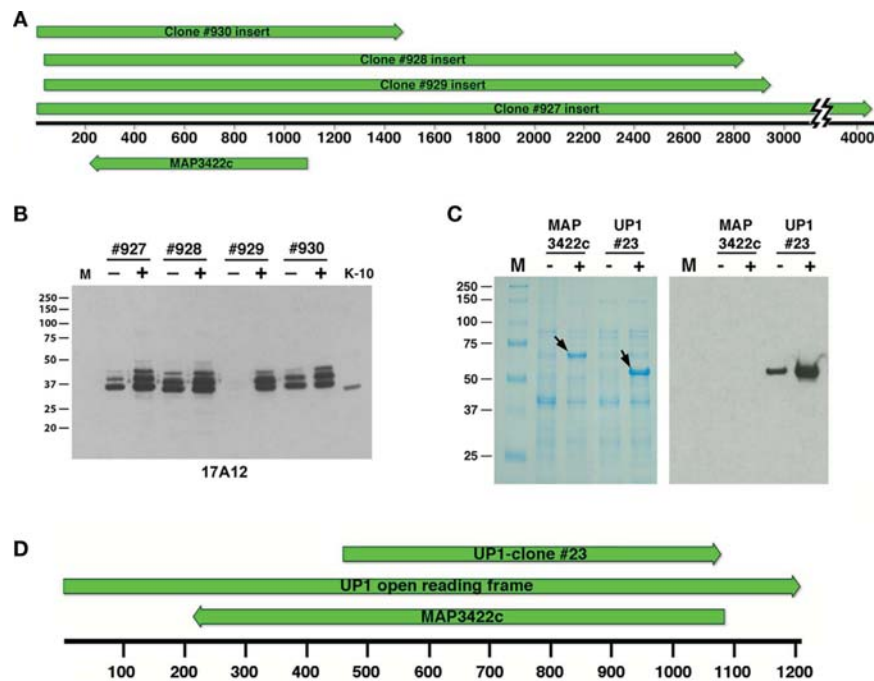 A
Clone #930 insert
Clone #928 insert
Clone #929 insert
Clone #927 insert
200 400 600 800 1000 1200 1400 1600 1800 2000 2200 2400 2600 2800 3000 4000
MAP3422c
B
#927 #928 #929 #930
M – + – + – + – + K-10
250
150
100
75
50
37
25
20
17A12
C
MAP 3422c UP1 #23
M - + - +
250
150
100
75
50
37
25
MAP 3422c UP1 #23
M - + - +
D
UP1-clone #23
UP1 open reading frame
MAP3422c
100 200 300 400 500 600 700 800 900 1000 1100 1200